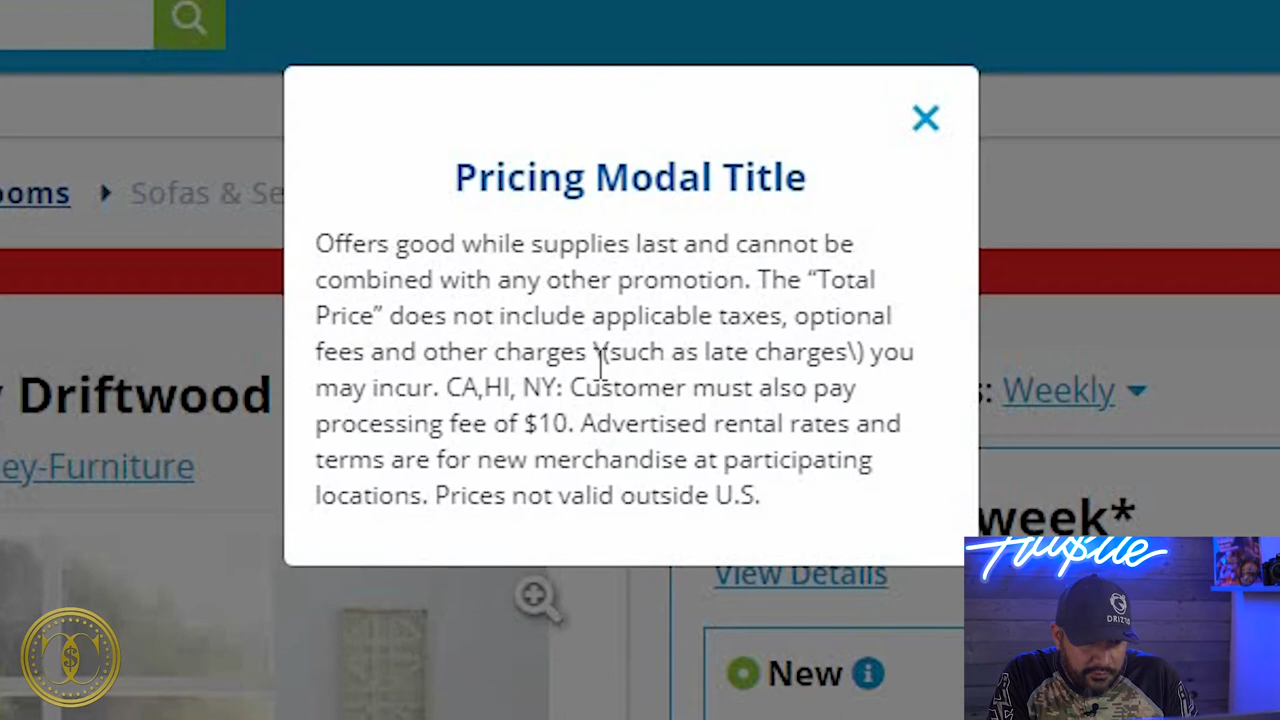 Pricing Modal Title
Offers good while supplies last and cannot be
combined with any other promotion. The “Total
Price” does not include applicable taxes, optional
fees and other charges \(such as late charges\) you
may incur. CA,HI, NY: Customer must also pay
processing fee of $10. Advertised rental rates and
terms are for new merchandise at participating
locations. Prices not valid outside U.S.
ooms
Sofas & Se
Driftwood
ey-Furniture
: Weekly
week*
View Details
New
Hu$tle
DRIZ
$